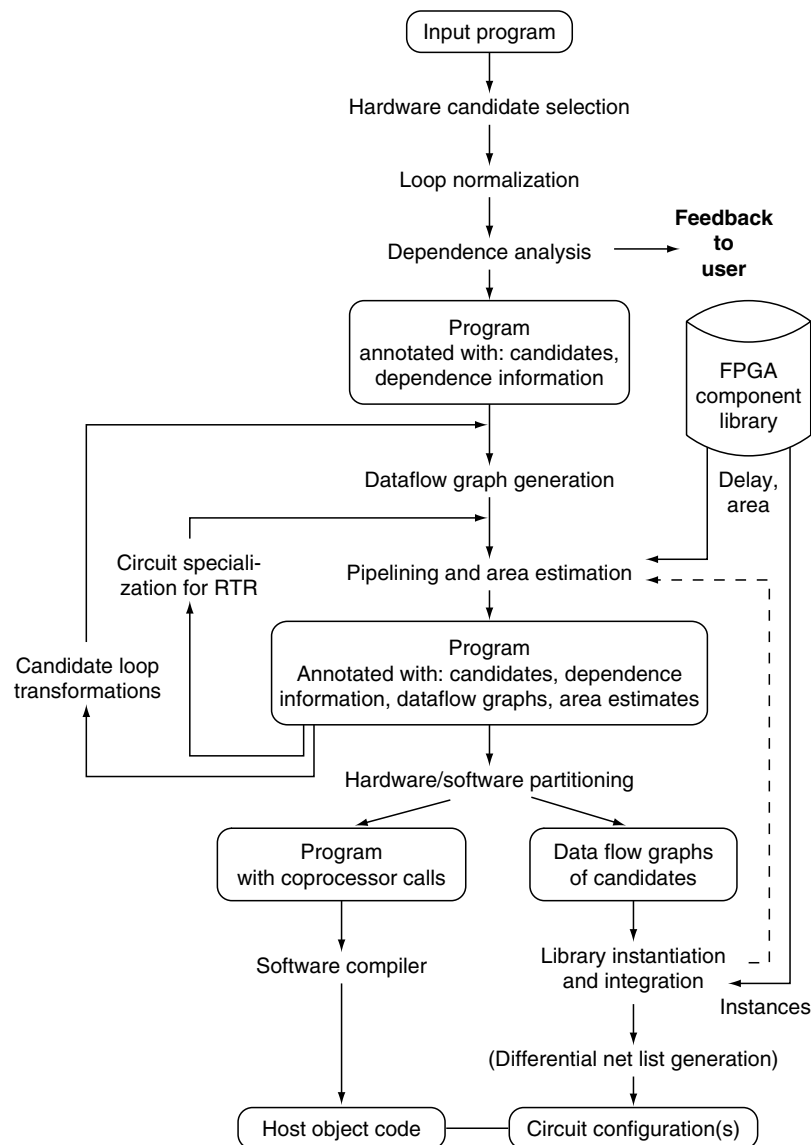 Input program
Hardware candidate selection
Loop normalization
Dependence analysis
Feedback
to
user
Program
annotated with: candidates,
dependence information
FPGA
component
library
Dataflow graph generation
Delay,
area
Circuit speciali-
zation for RTR
Pipelining and area estimation
Candidate loop
transformations
Program
Annotated with: candidates, dependence
information, dataflow graphs, area estimates
Hardware/software partitioning
Program
with coprocessor calls
Data flow graphs
of candidates
Software compiler
Library instantiation
and integration
Instances
(Differential net list generation)
Host object code
Circuit configuration(s)